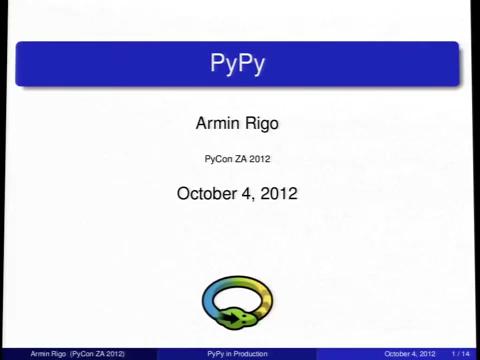 PyPy
Armin Rigo
PyCon ZA 2012
October 4, 2012
Armin Rigo (PyCon ZA 2012) PyPy in Production October 4, 2012 1 / 14